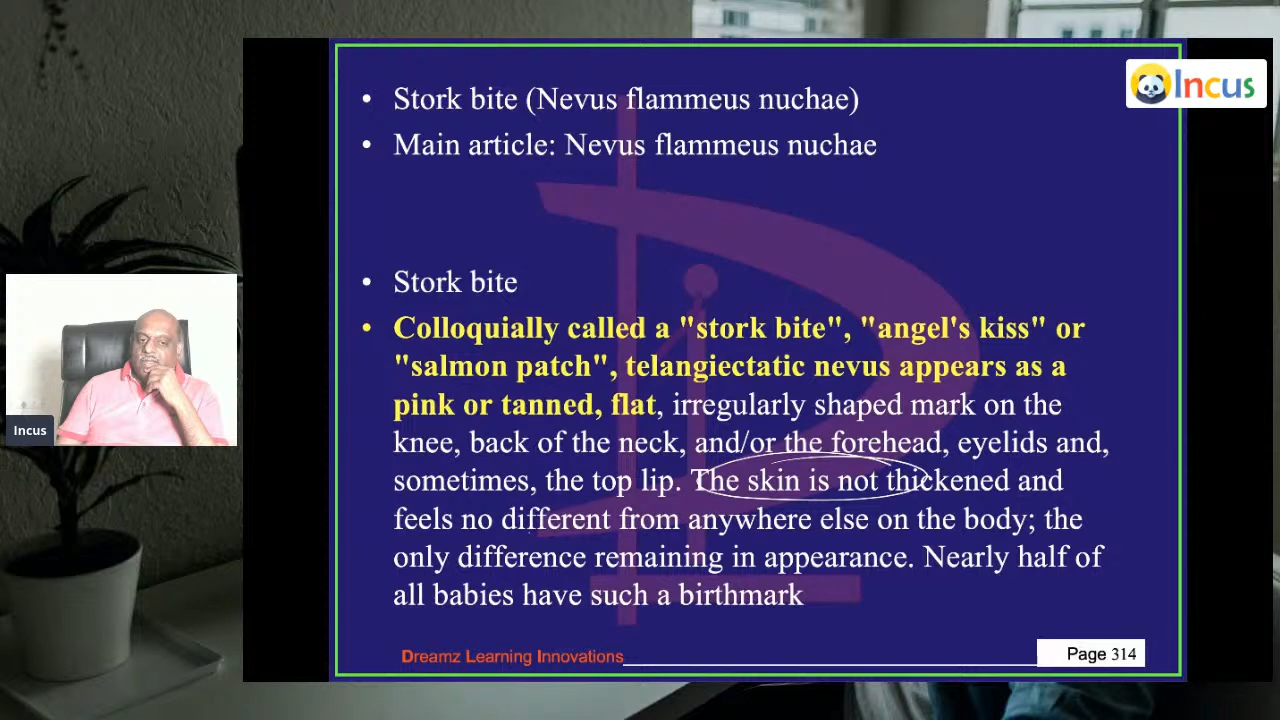 Incus
• Stork bite (Nevus flammeus nuchae)
• Main article: Nevus flammeus nuchae
• Stork bite
• Colloquially called a "stork bite", "angel's kiss" or
"salmon patch", telangiectatic nevus appears as a
pink or tanned, flat, irregularly shaped mark on the
knee, back of the neck, and/or the forehead, eyelids and,
sometimes, the top lip. The skin is not thickened and
feels no different from anywhere else on the body; the
only difference remaining in appearance. Nearly half of
all babies have such a birthmark
Incus
Dreamz Learning Innovations
Page 314